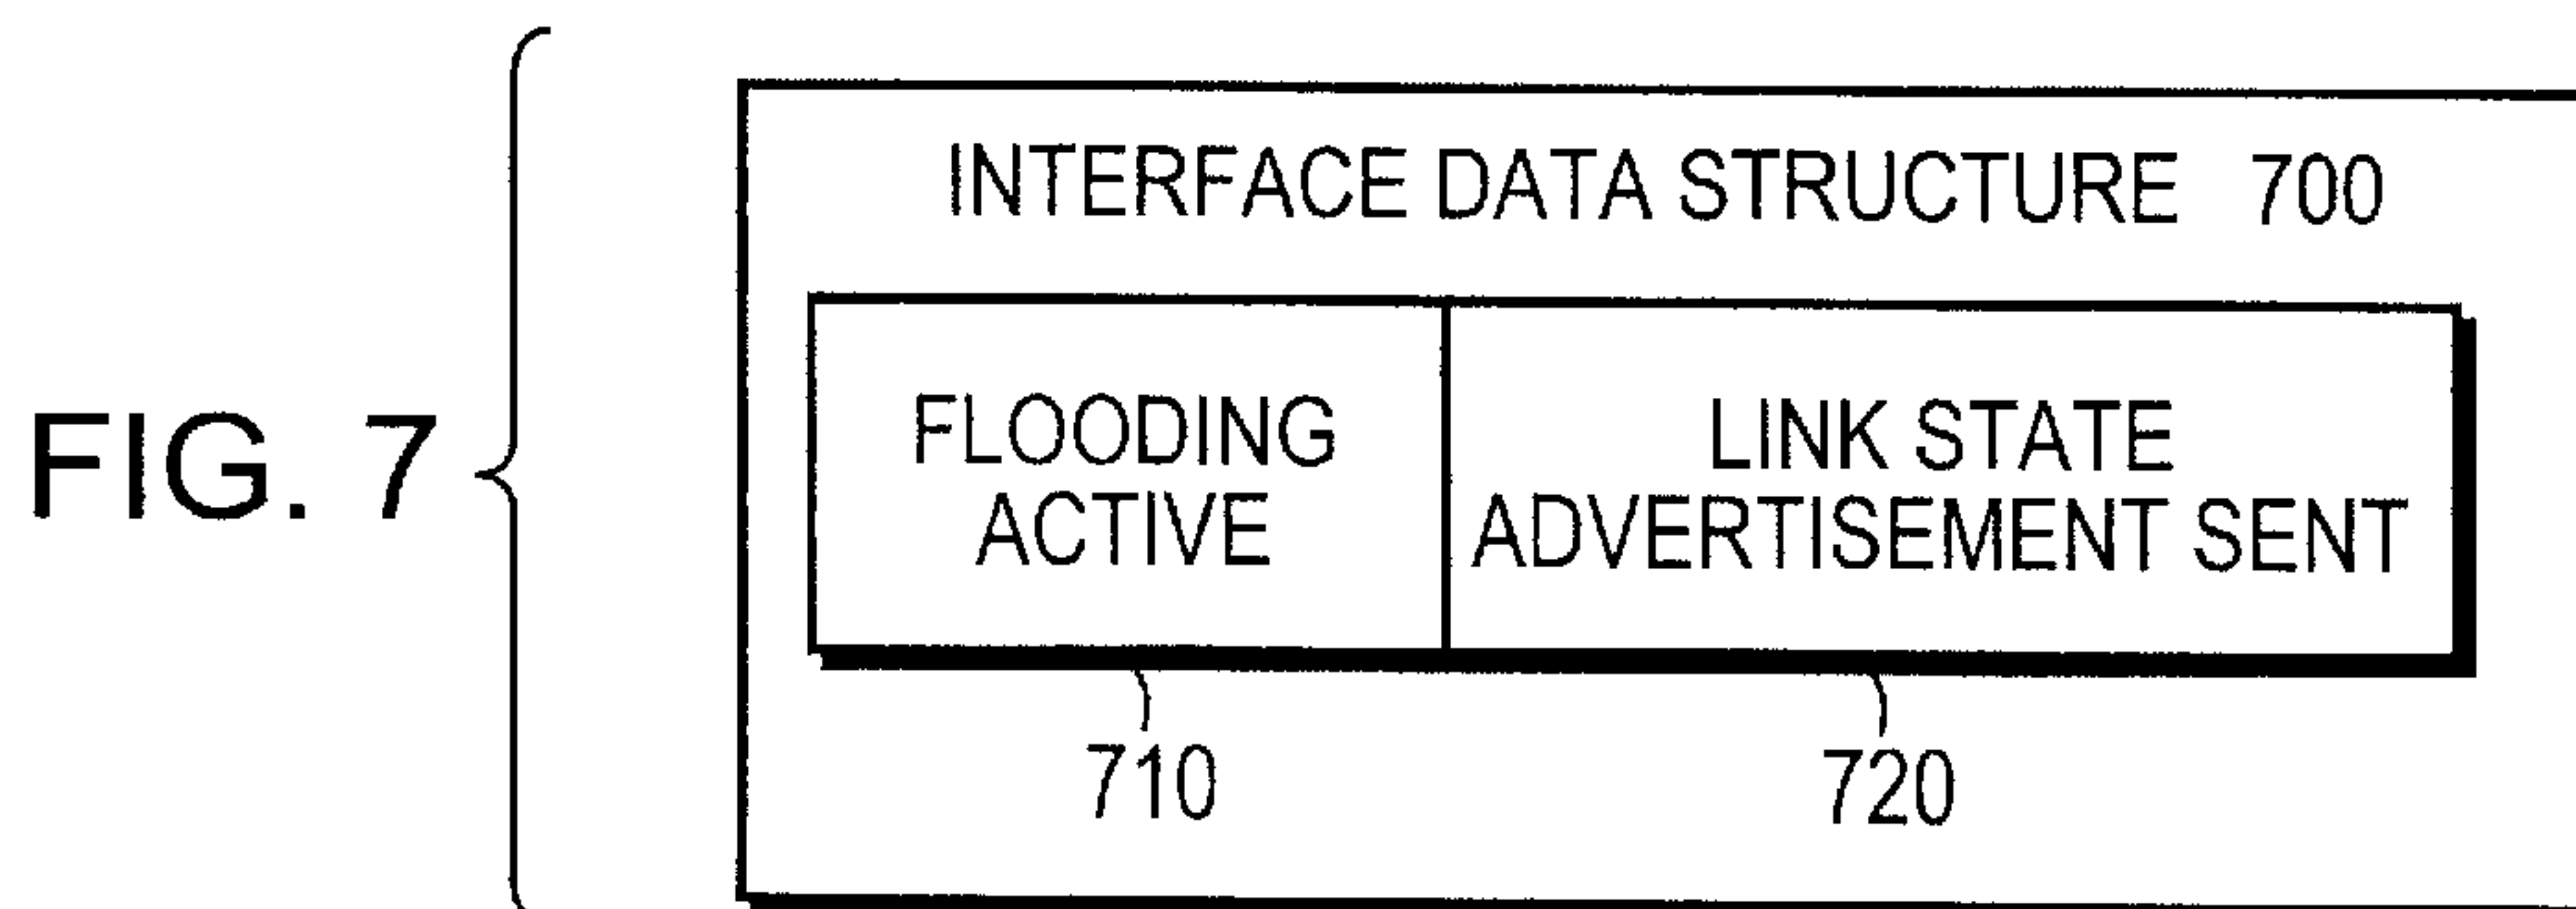 FIG. 7
INTERFACE DATA STRUCTURE 700
FLOODING
ACTIVE
LINK STATE
ADVERTISEMENT SENT
710
720